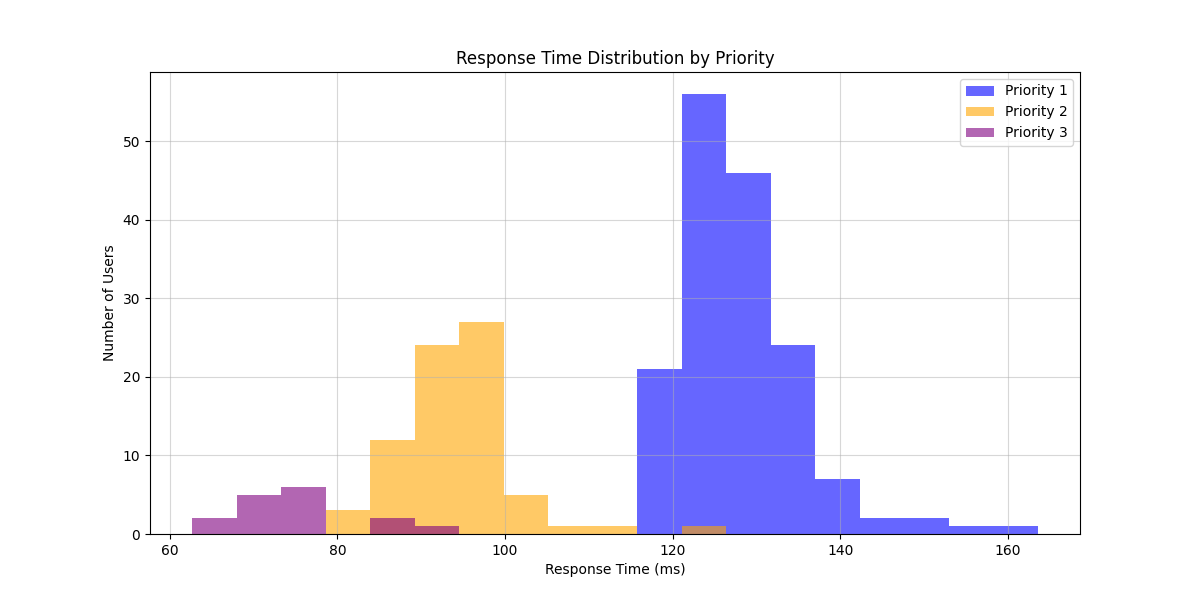 Response Time Distribution by Priority
Priority 1
Priority 2
Priority 3
Number of Users
50
40
30
20
10
0
60 80 100 120 140 160
Response Time (ms)